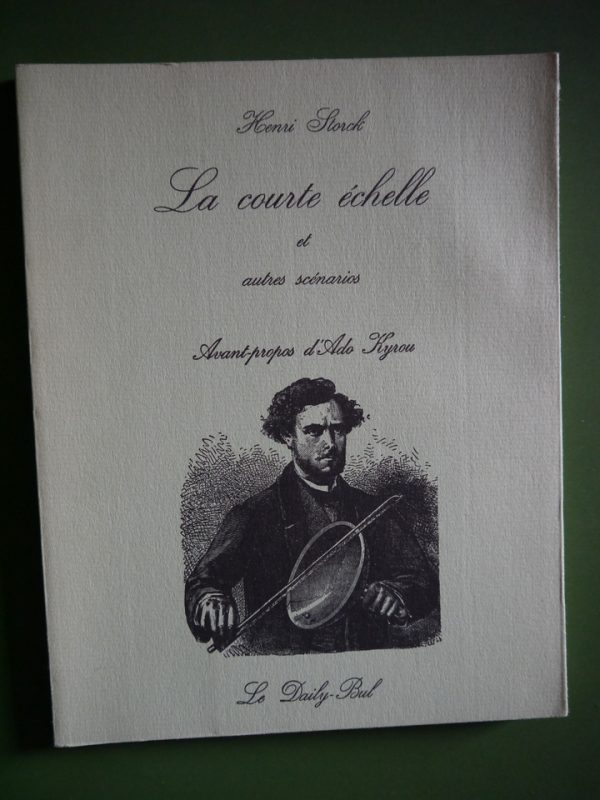 Henri Storck
La courte échelle
et
autres scénarios
Avant-propos d'Ado Kyrou
Le Daily-Bul